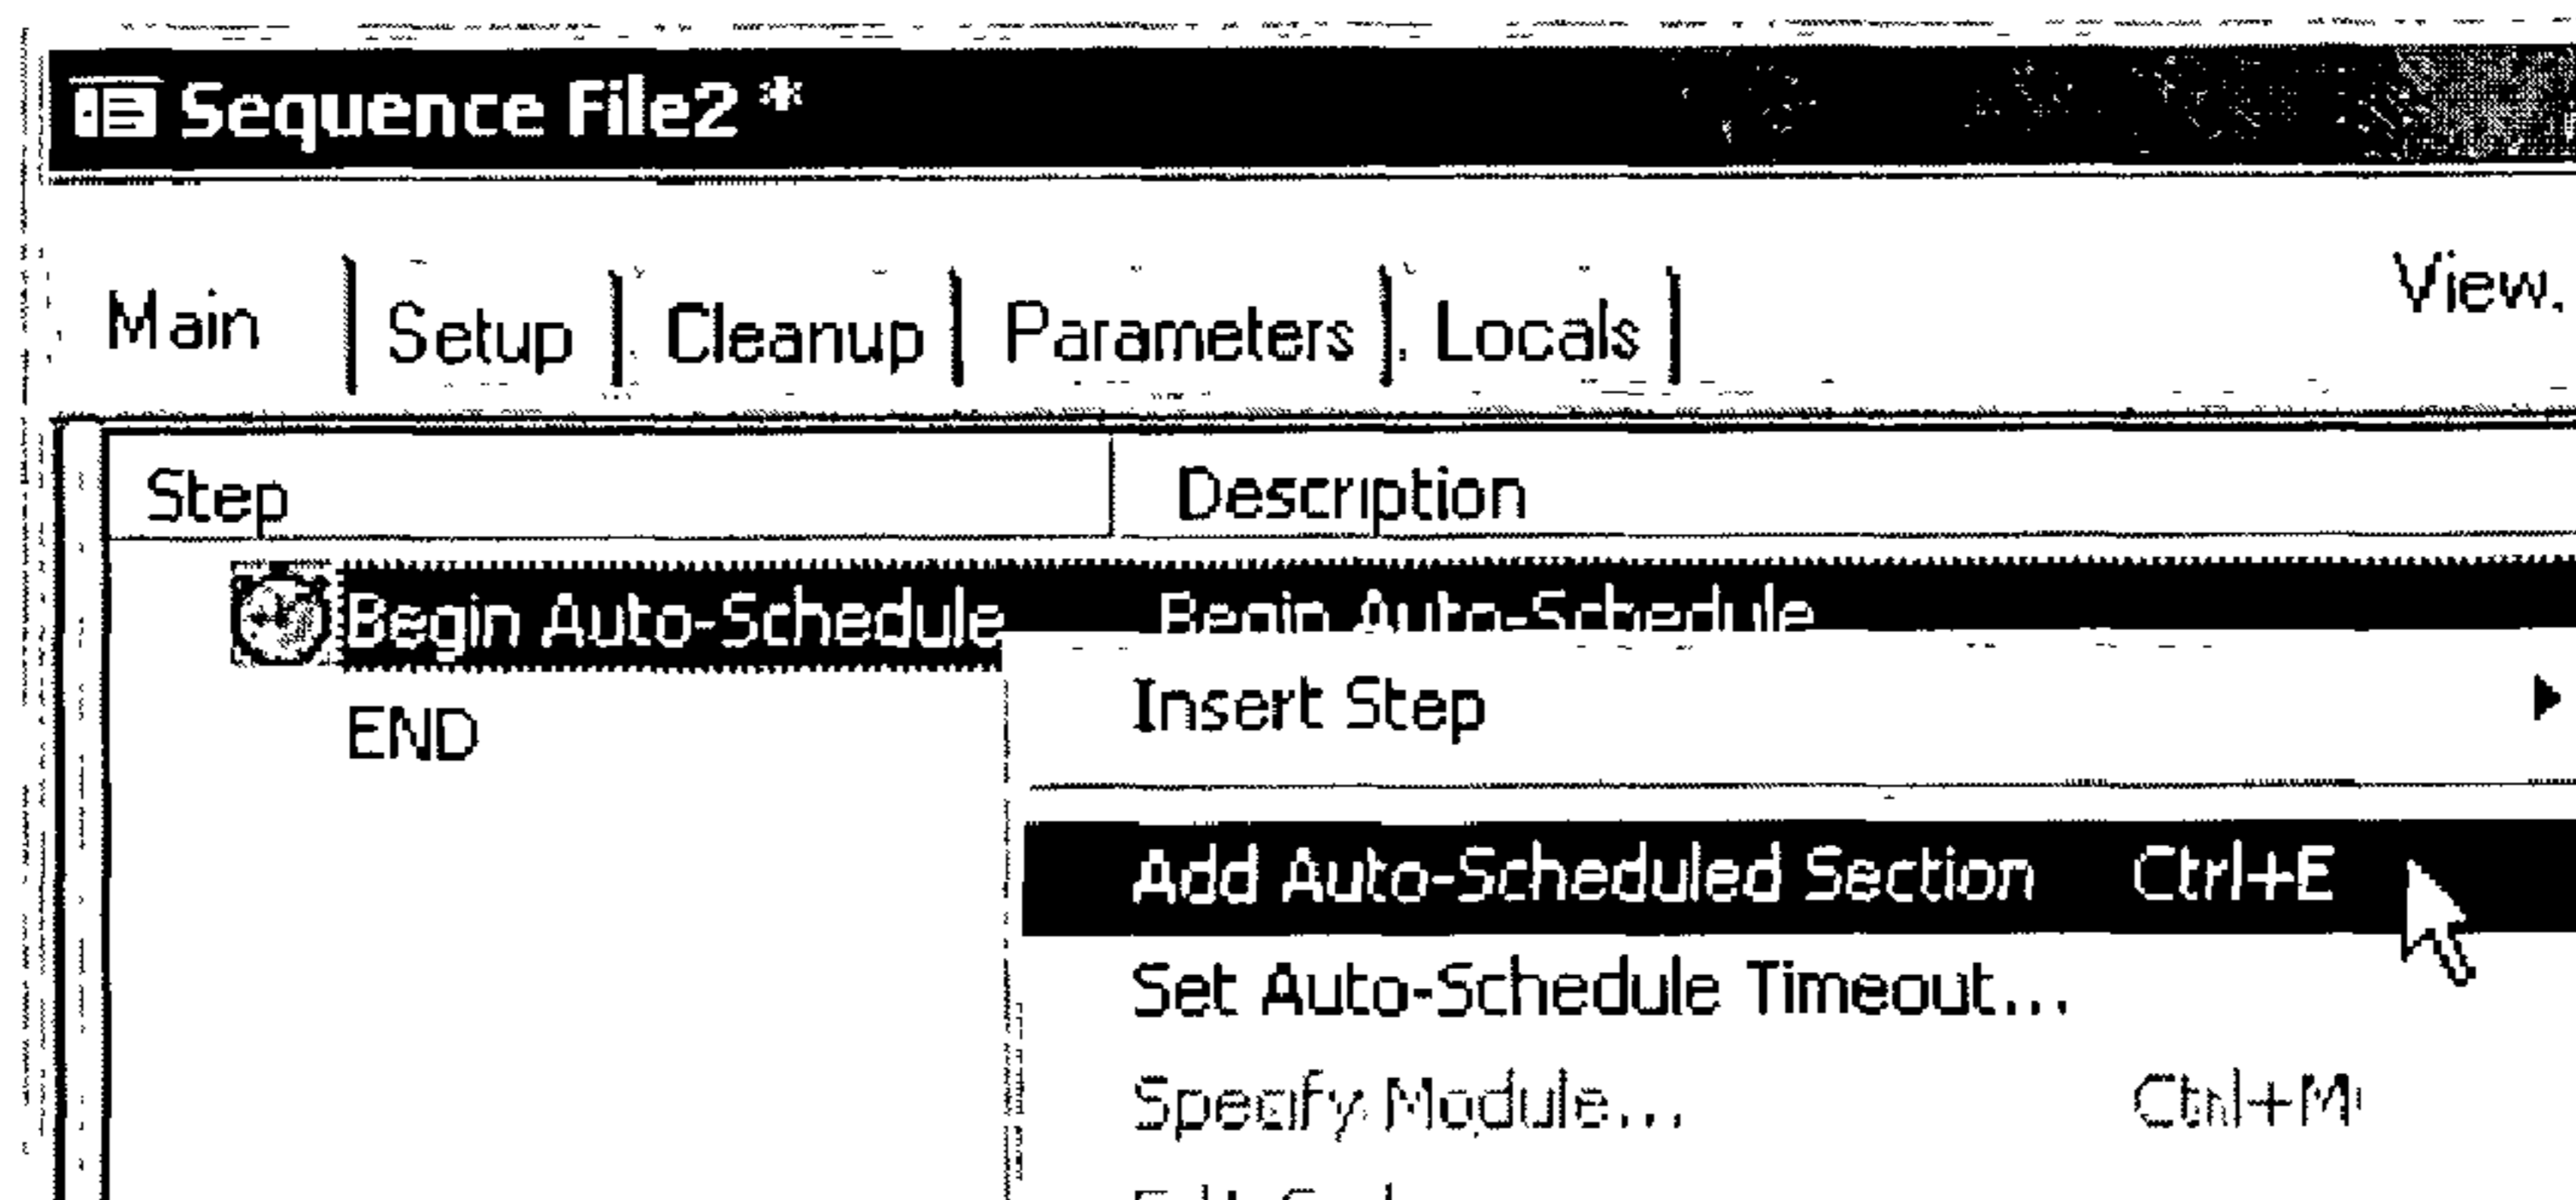 Sequence File2 *
View.
Main Setup Cleanup Parameters Locals
Step Description
Begin Auto-Schedule Begin Auto-Schedule
Insert Step
END
Add Auto-Scheduled Section Ctrl+E
Set Auto-Schedule Timeout...
Specify Module... Ctrl+M